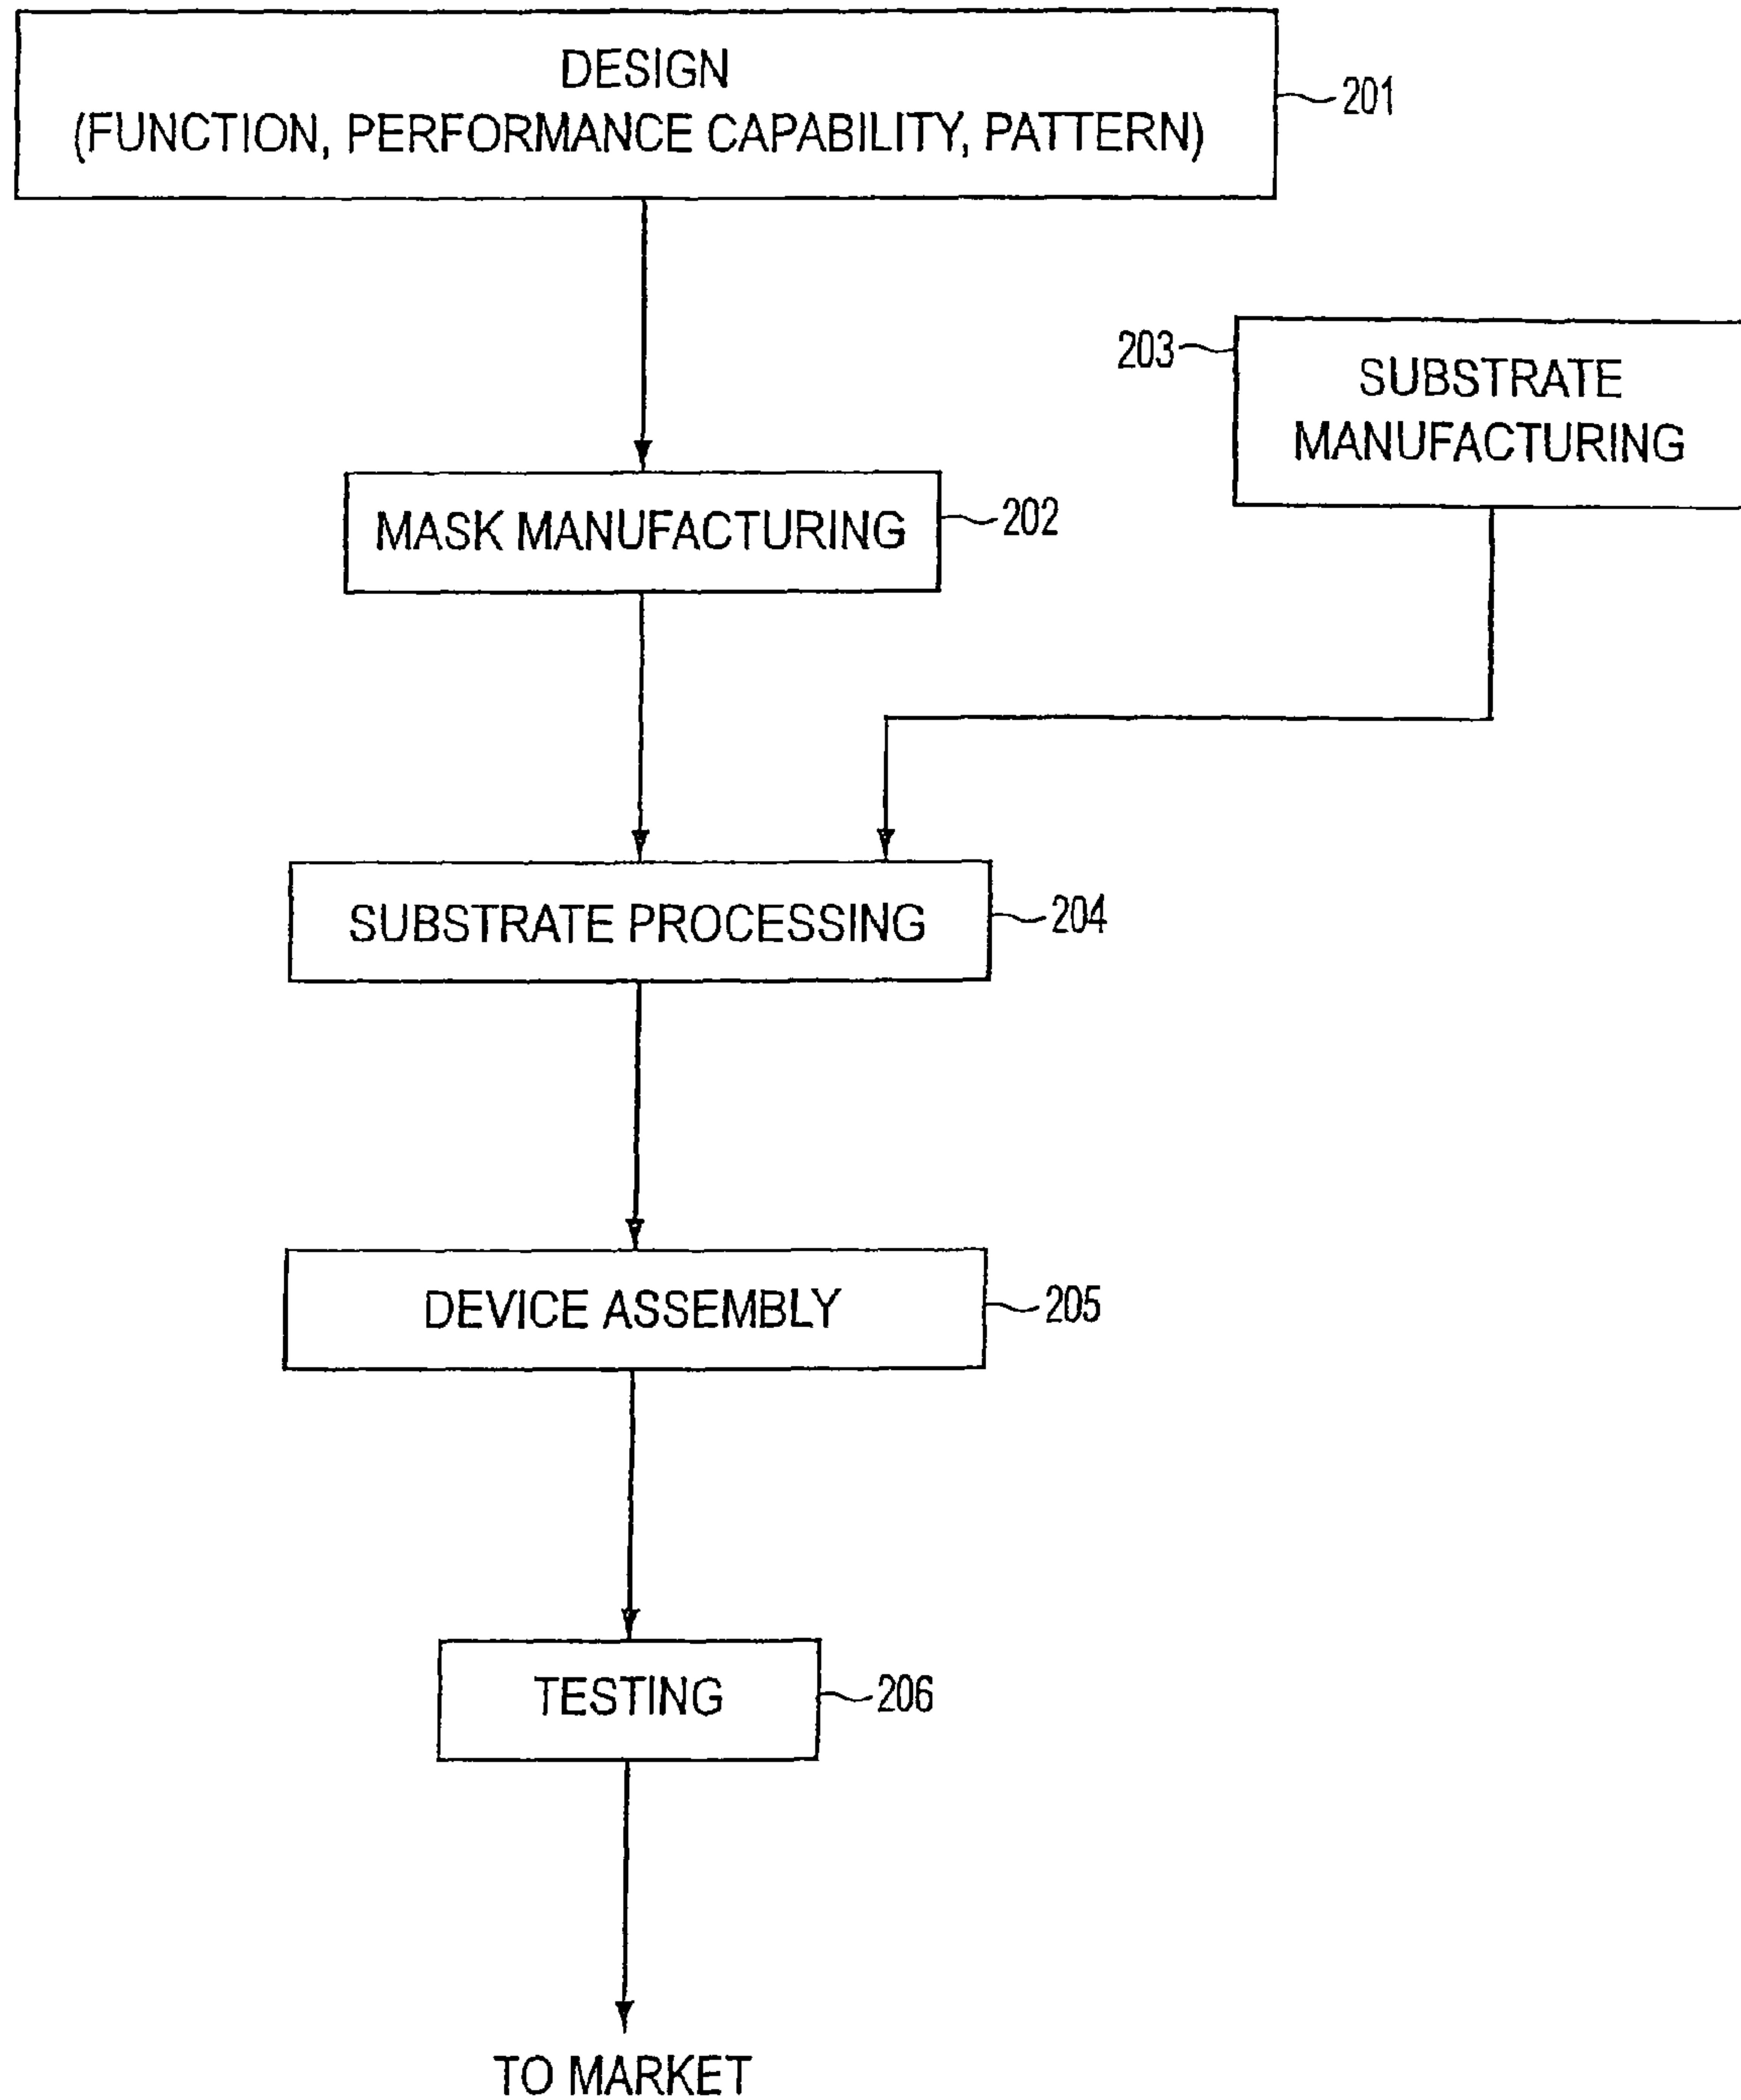 DESIGN
(FUNCTION, PERFORMANCE CAPABILITY, PATTERN)
201
203
SUBSTRATE
MANUFACTURING
MASK MANUFACTURING
202
SUBSTRATE PROCESSING
204
DEVICE ASSEMBLY
205
TESTING
206
TO MARKET